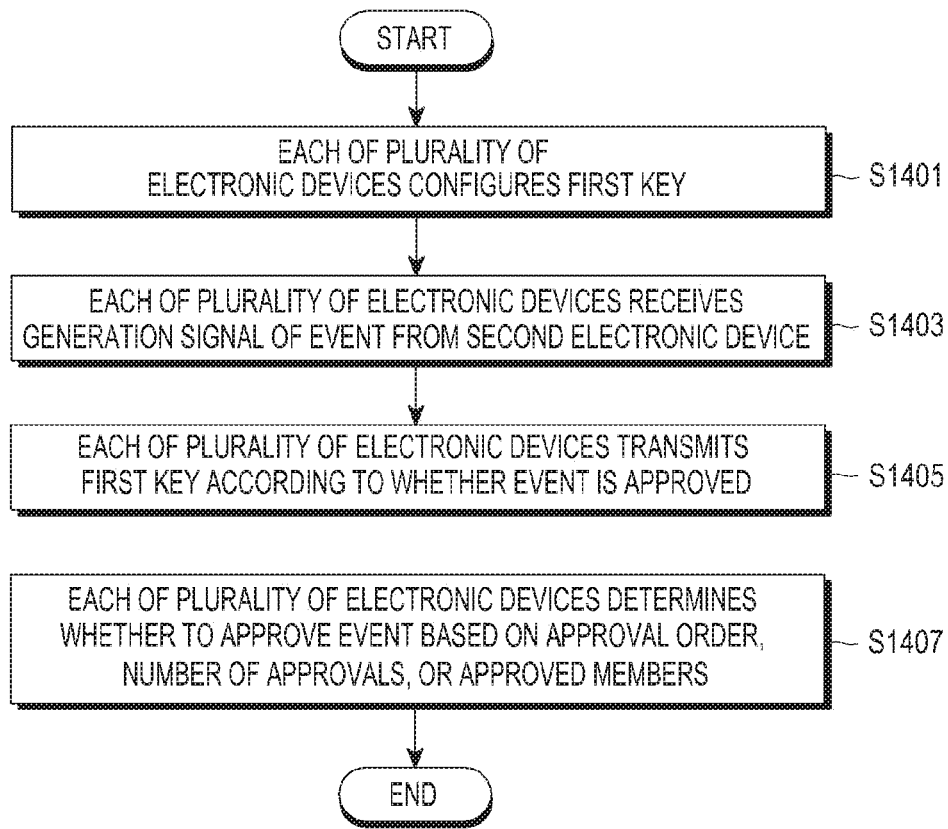 START
EACH OF PLURALITY OF
ELECTRONIC DEVICES CONFIGURES FIRST KEY
S1401
EACH OF PLURALITY OF ELECTRONIC DEVICES RECEIVES
GENERATION SIGNAL OF EVENT FROM SECOND ELECTRONIC DEVICE
S1403
EACH OF PLURALITY OF ELECTRONIC DEVICES TRANSMITS
FIRST KEY ACCORDING TO WHETHER EVENT IS APPROVED
S1405
EACH OF PLURALITY OF ELECTRONIC DEVICES DETERMINES
WHETHER TO APPROVE EVENT BASED ON APPROVAL ORDER,
NUMBER OF APPROVALS, OR APPROVED MEMBERS
S1407
END